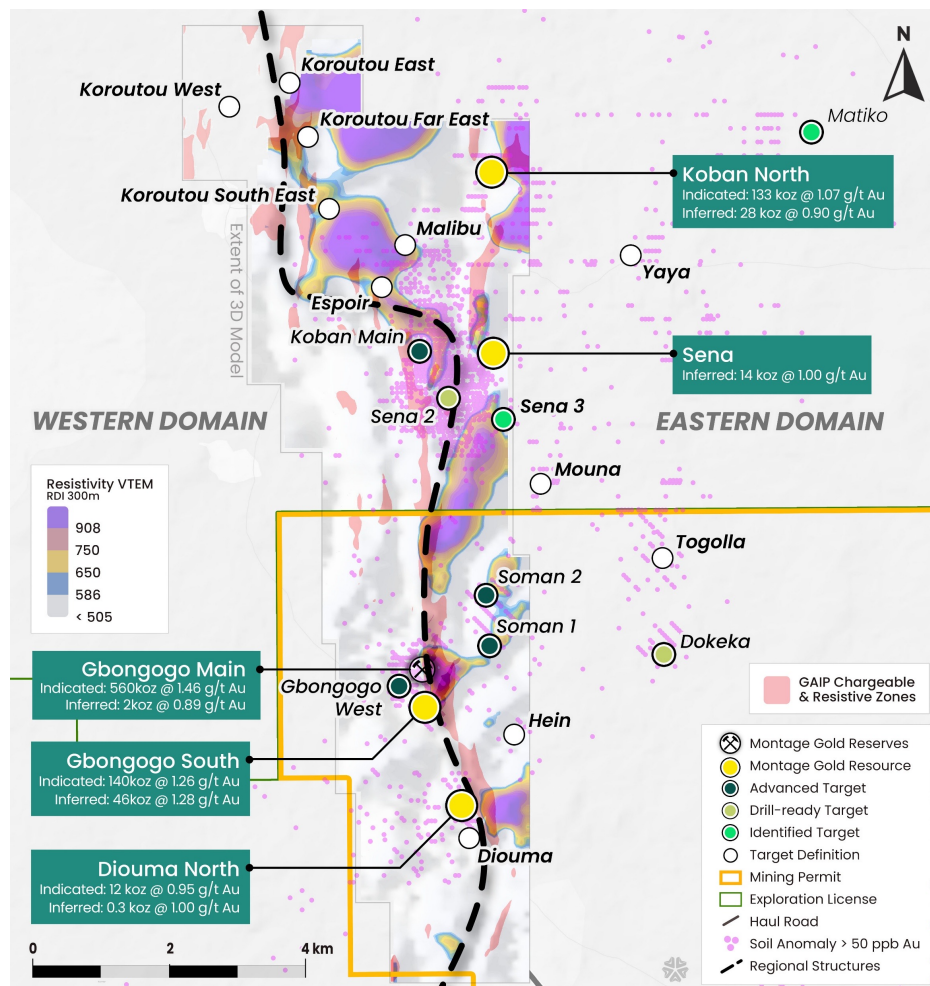 N
Koroutou East
Koroutou West
Matiko
Koroutou Far East
Koban North
Indicated: 133 koz @ 1.07 g/t Au
Inferred: 28 koz @ 0.90 g/t Au
Koroutou South East
Malibu
Extent of 3D Model
Yaya
Espoir
Koban Main
Sena
Inferred: 14 koz @ 1.00 g/t Au
Sena 2
Sena 3
WESTERN DOMAIN
EASTERN DOMAIN
Mouna
Resistivity VTEM
RDI 300m
908
750
650
586
< 505
Togolla
Soman 2
Soman 1
Dokeka
Gbongogo Main
Indicated: 560koz @ 1.46 g/t Au
Inferred: 2koz @ 0.89 g/t Au
Gbongogo
West
GAIP Chargeable
& Resistive Zones
Hein
Gbongogo South
Indicated: 140koz @ 1.26 g/t Au
Inferred: 46koz @ 1.28 g/t Au
Diouma
Diouma North
Indicated: 12 koz @ 0.95 g/t Au
Inferred: 0.3 koz @ 1.00 g/t Au
Montage Gold Reserves
Montage Gold Resource
Advanced Target
Drill-ready Target
Identified Target
Target Definition
Mining Permit
Exploration License
Haul Road
Soil Anomaly > 50 ppb Au
Regional Structures
0 2 4 km